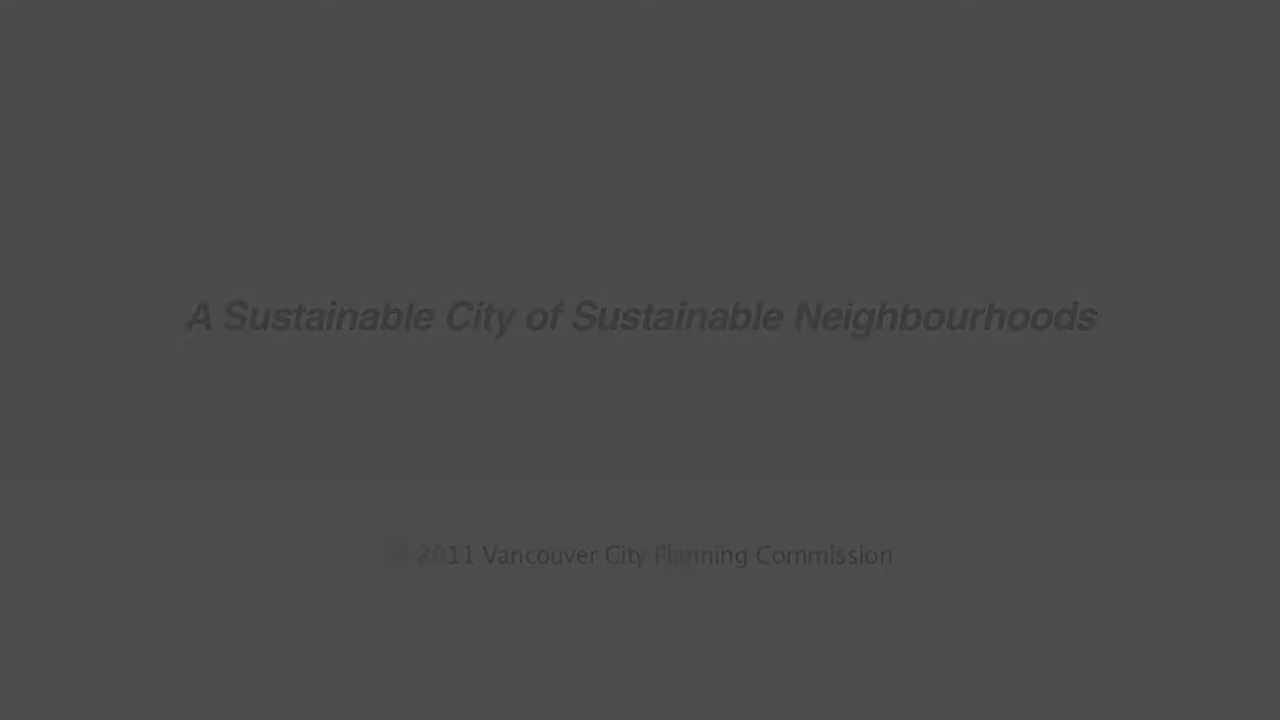 A Sustainable City of Sustainable Neighbourhoods
© 2011 Vancouver City Planning Commission